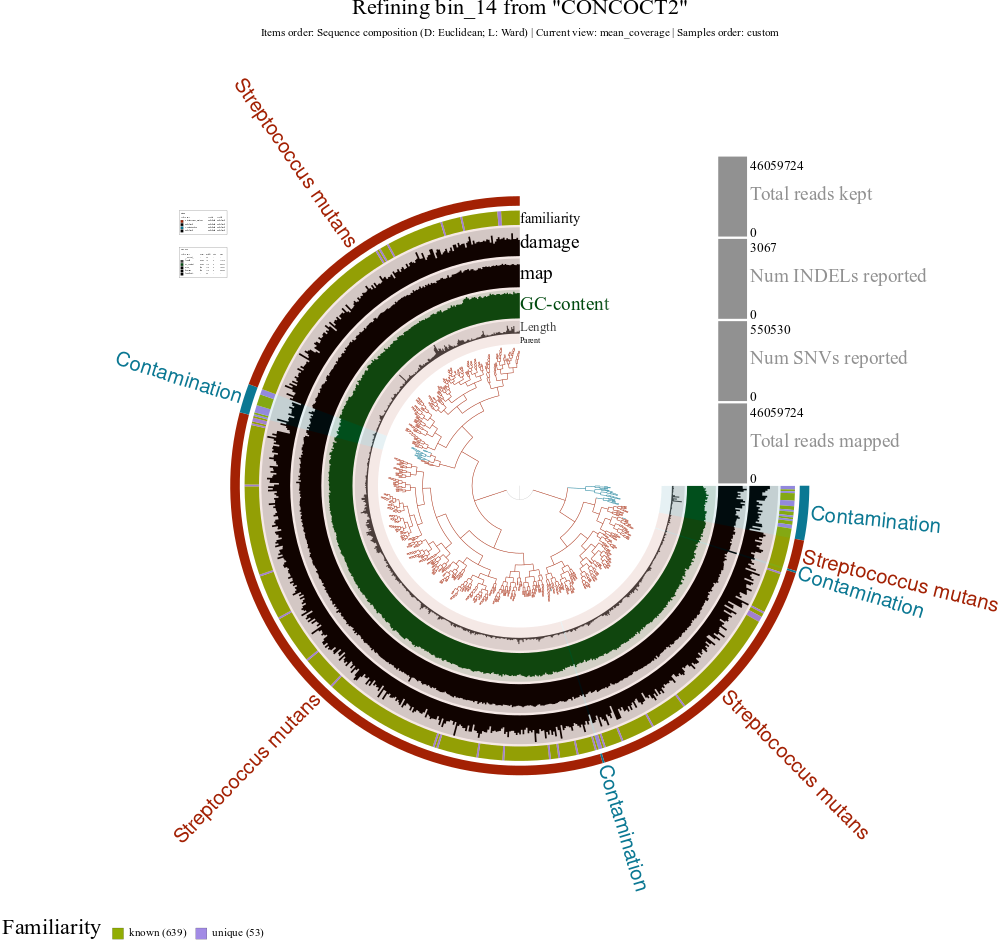 Refining bin_14 from "CONCOCT2"
Items order: Sequence composition (D: Euclidean; L: Ward) | Current view: mean_coverage | Samples order: custom
Streptococcus mutans
46059724
Total reads kept
0
3067
Num INDELs reported
0
550530
Num SNVs reported
0
46059724
Total reads mapped
0
familiarity
damage
map
GC-content
Length
Parent
Contamination
Contamination
Streptococcus mutans
Contamination
Streptococcus mutans
Streptococcus mutans
Contamination
Familiarity
known (639)
unique (53)